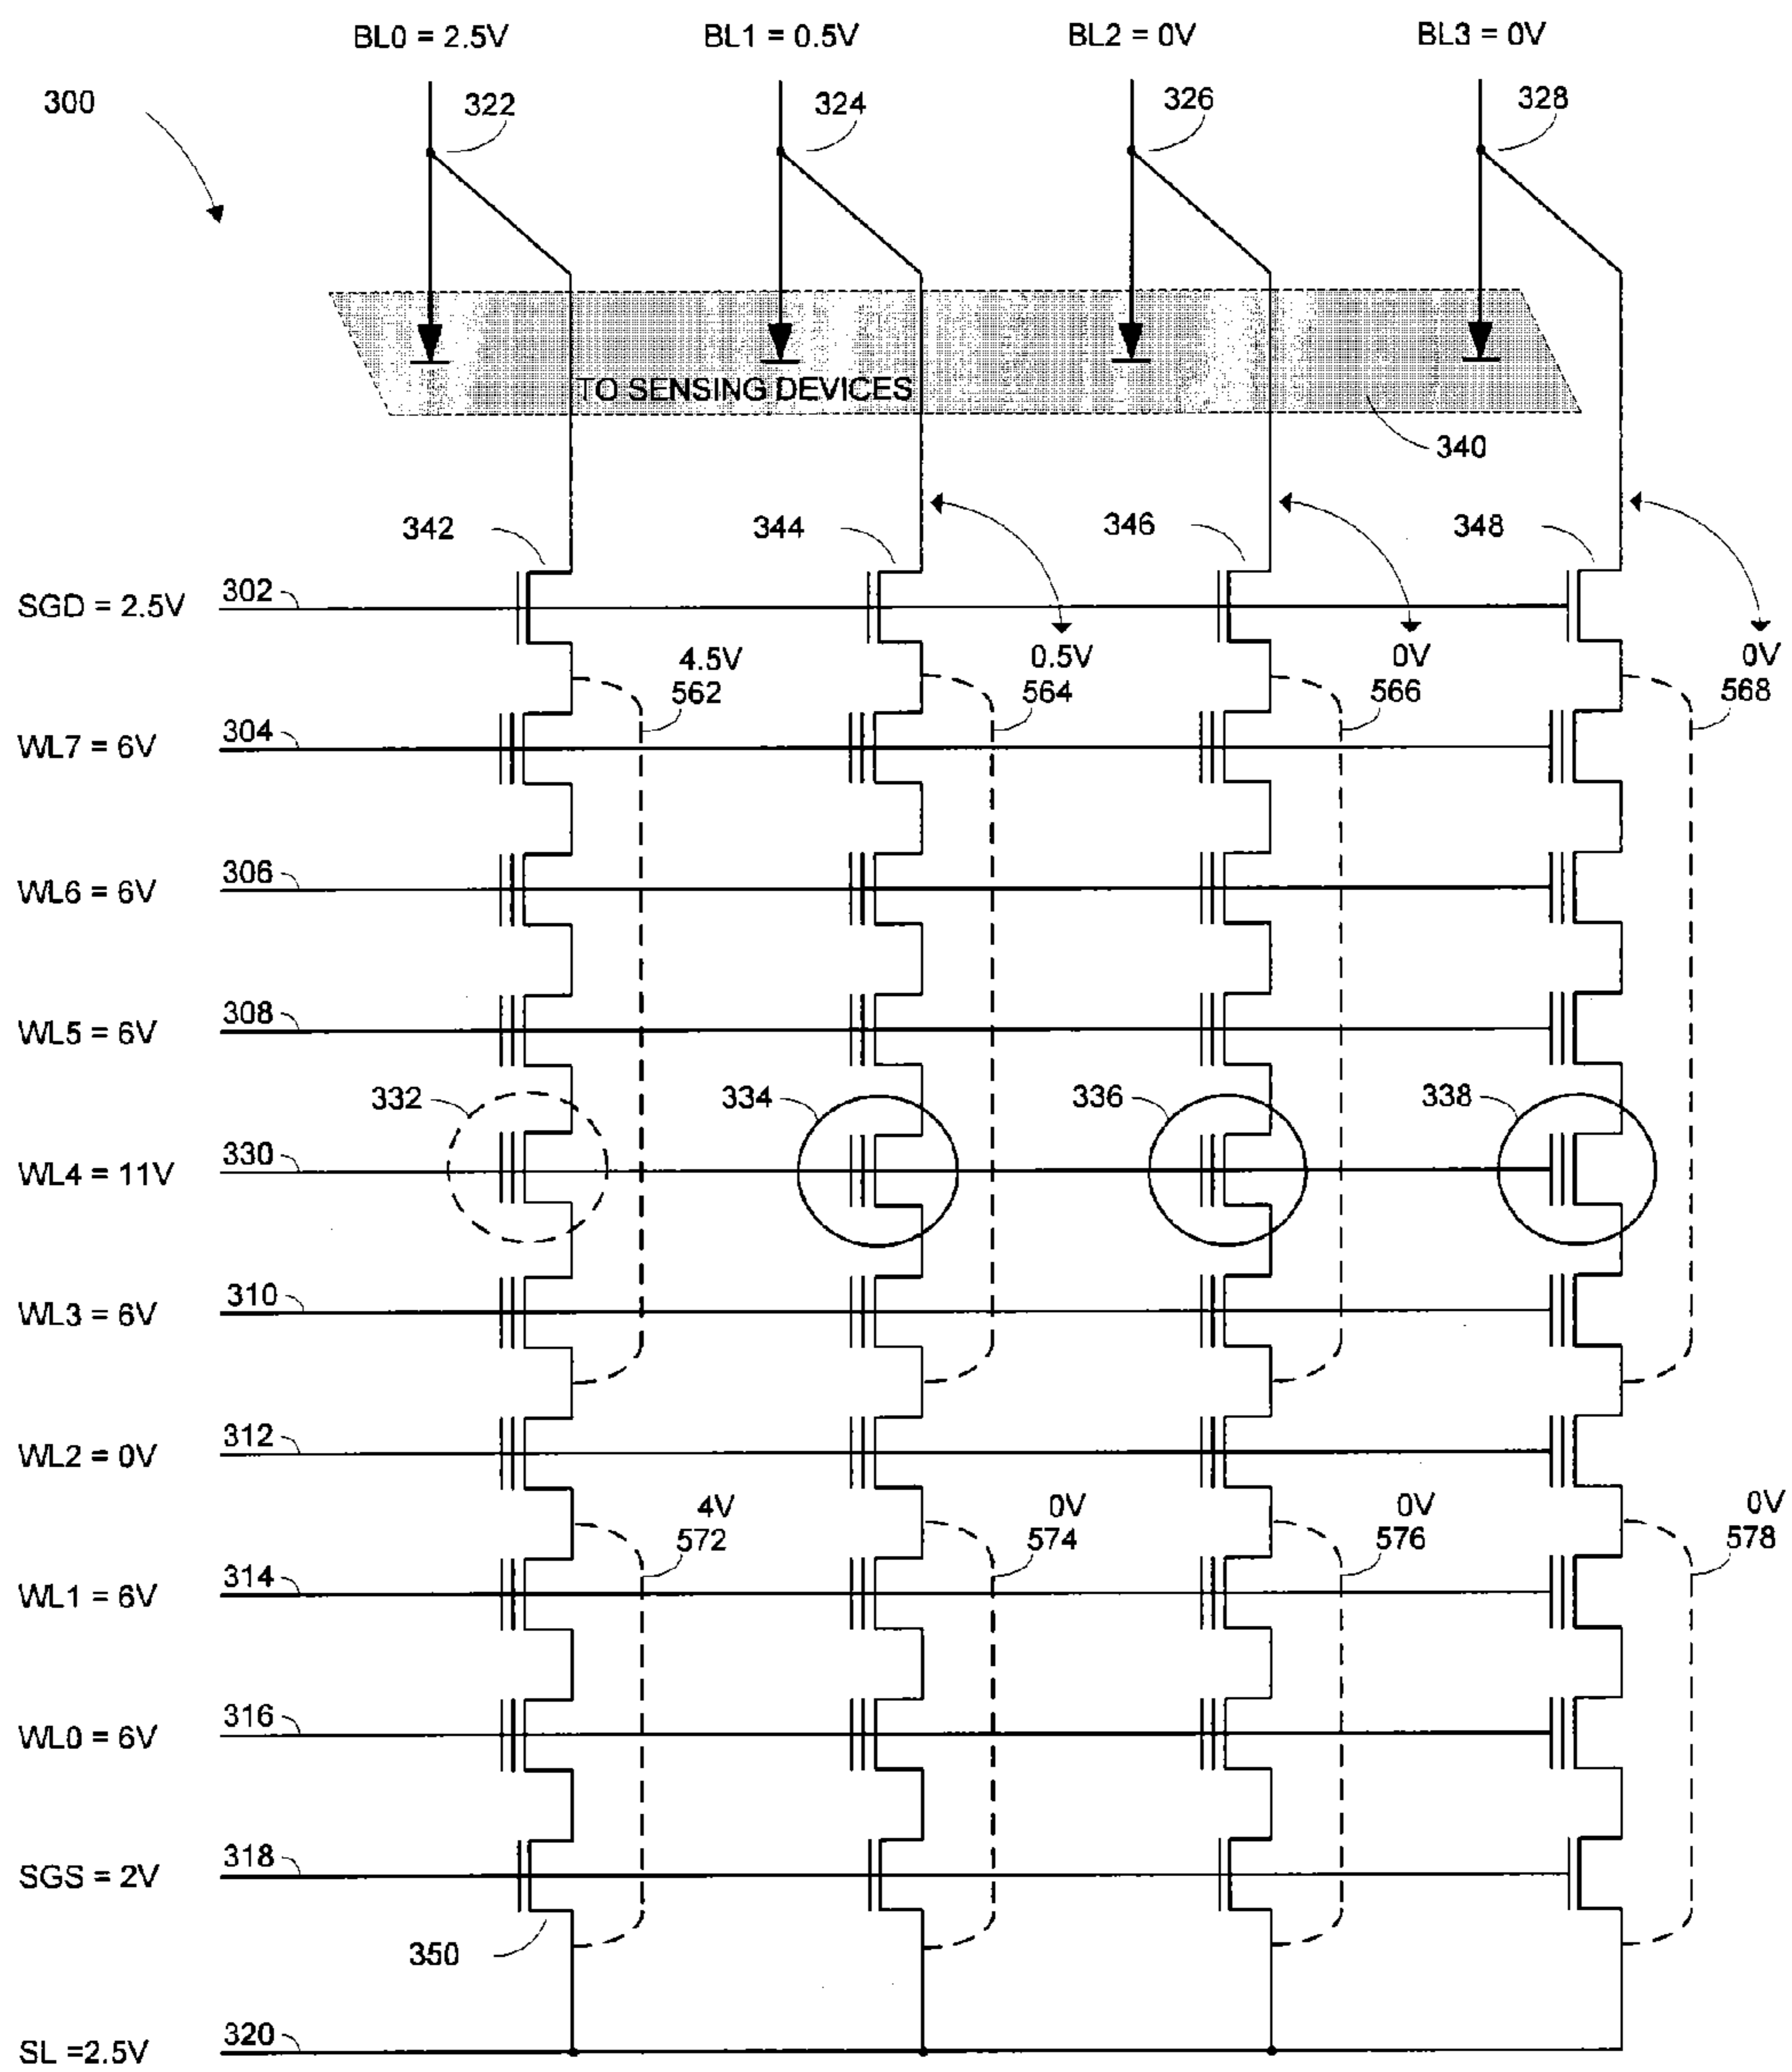 BL0 = 2.5V BL1 = 0.5V BL2 = 0V BL3 = 0V
300 322 324 326 328
TO SENSING DEVICES
340
342 344 346 348
SGD = 2.5V 302
4.5V 0.5V 0V 0V
562 564 566 568
WL7 = 6V 304
WL6 = 6V 306
WL5 = 6V 308
332 334 336 338
WL4 = 11V 330
WL3 = 6V 310
WL2 = 0V 312
4V 0V 0V 0V
572 574 576 578
WL1 = 6V 314
WL0 = 6V 316
SGS = 2V 318
350
SL =2.5V 320